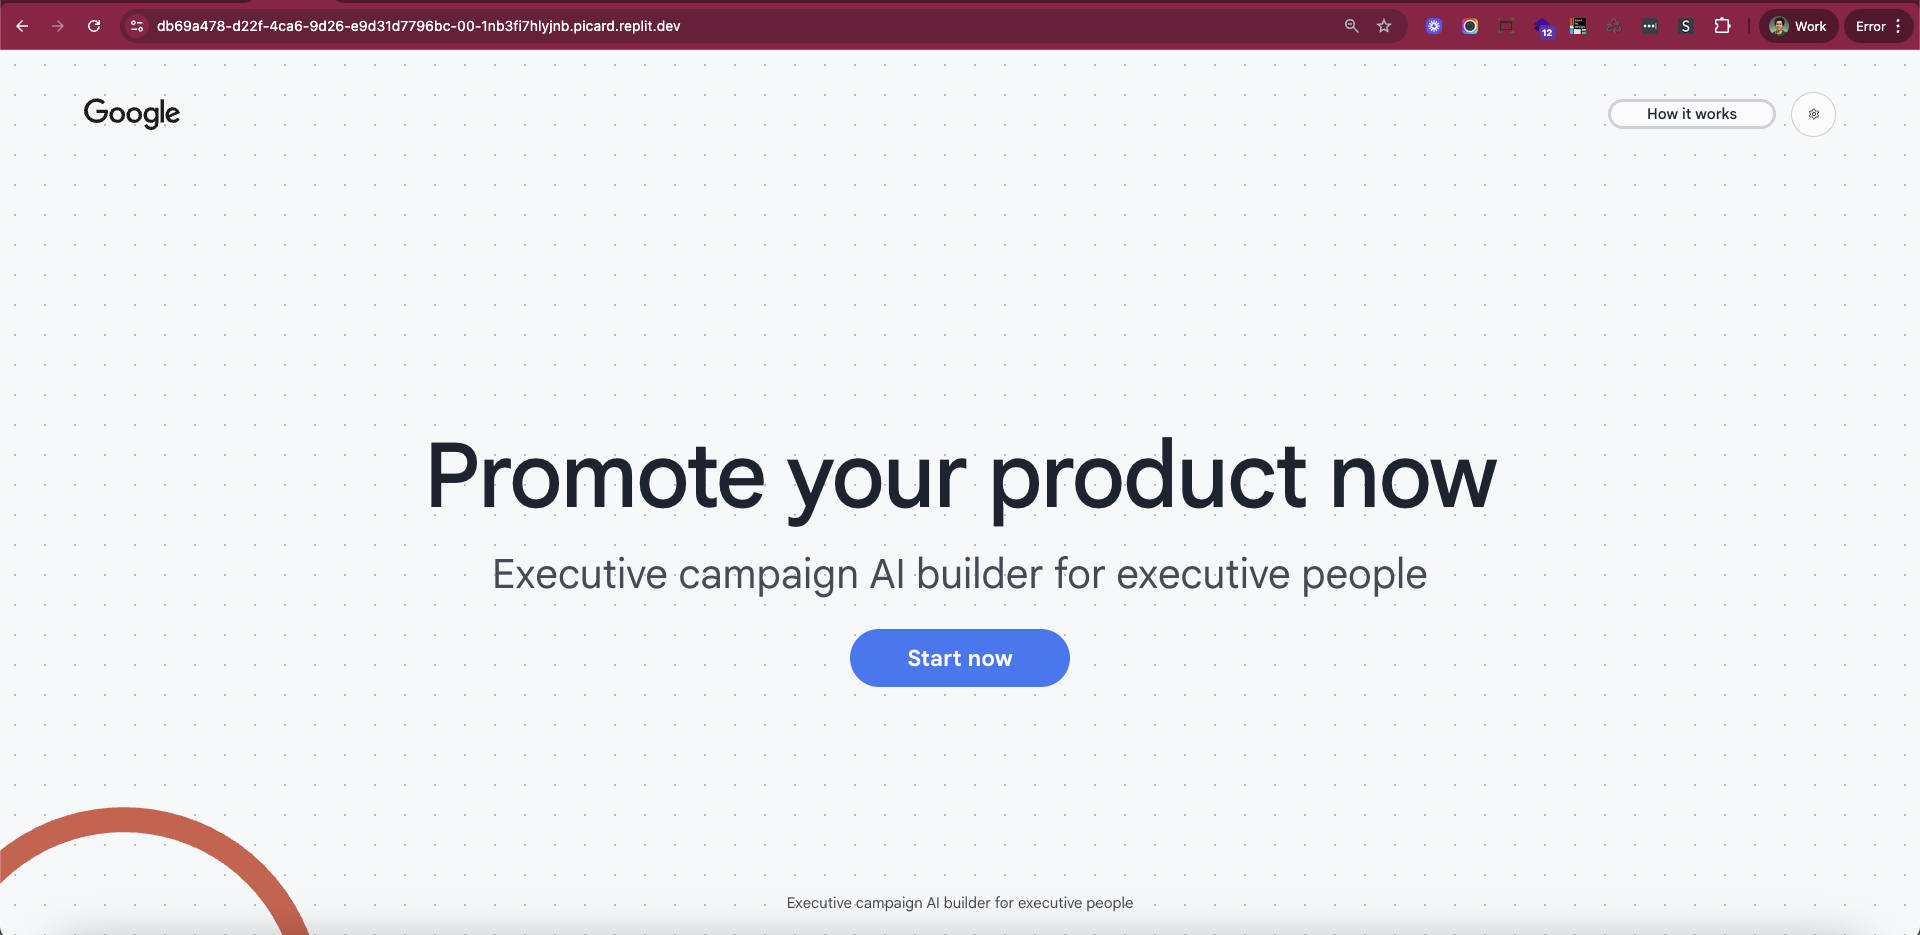 db69a478-d22f-4ca6-9d26-e9d31d7796bc-00-1nb3fi7hlyjnb.picard.replit.dev
12
S
Work
Error
Google
How it works
Promote your product now
Executive campaign AI builder for executive people
Start now
Executive campaign AI builder for executive people